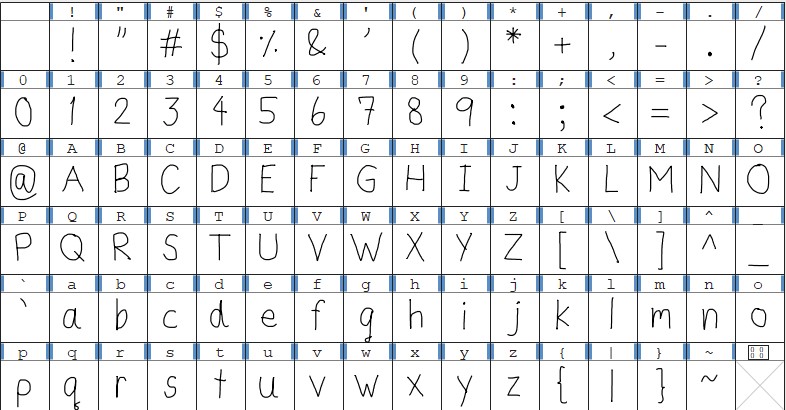 ! " # $ % & ' ( ) * + , - . /
! " # $ % & ' ( ) * + , - . /
0 1 2 3 4 5 6 7 8 9 : ; < = > ?
0 1 2 3 4 5 6 7 8 9 : ; < = > ?
@ A B C D E F G H I J K L M N O
@ A B C D E F G H I J K L M N O
P Q R S T U V W X Y Z [ \ ] ^ _
P Q R S T U V W X Y Z [ \ ] ^ _
` a b c d e f g h i j k l m n o
` a b c d e f g h i j k l m n o
p q r s t u v w x y z { | } ~
p q r s t u v w x y z { | } ~